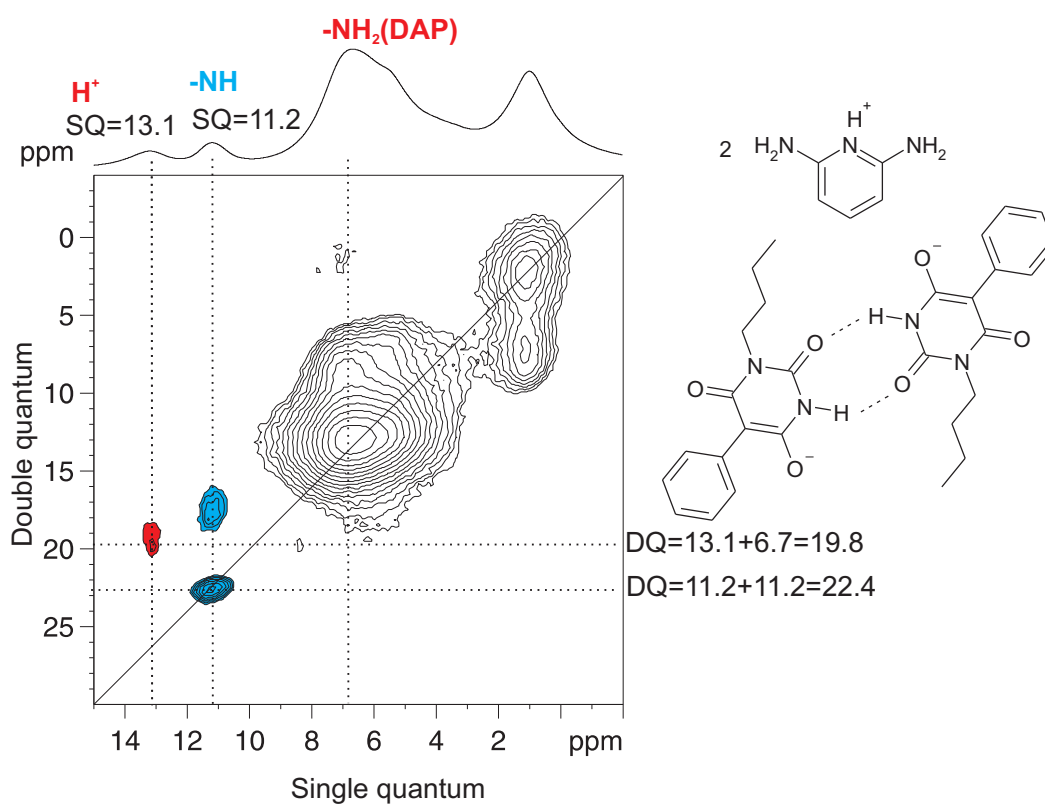 -NH₂(DAP)
H⁺
-NH
SQ=13.1
SQ=11.2
ppm
0
5
10
15
20
25
Double quantum
14
12
10
8
6
4
2
ppm
Single quantum
DQ=13.1+6.7=19.8
DQ=11.2+11.2=22.4
2
H⁺
H₂N
N
NH₂
O⁻
H
N
O
O
N
O
N
O
N
H
O
O⁻